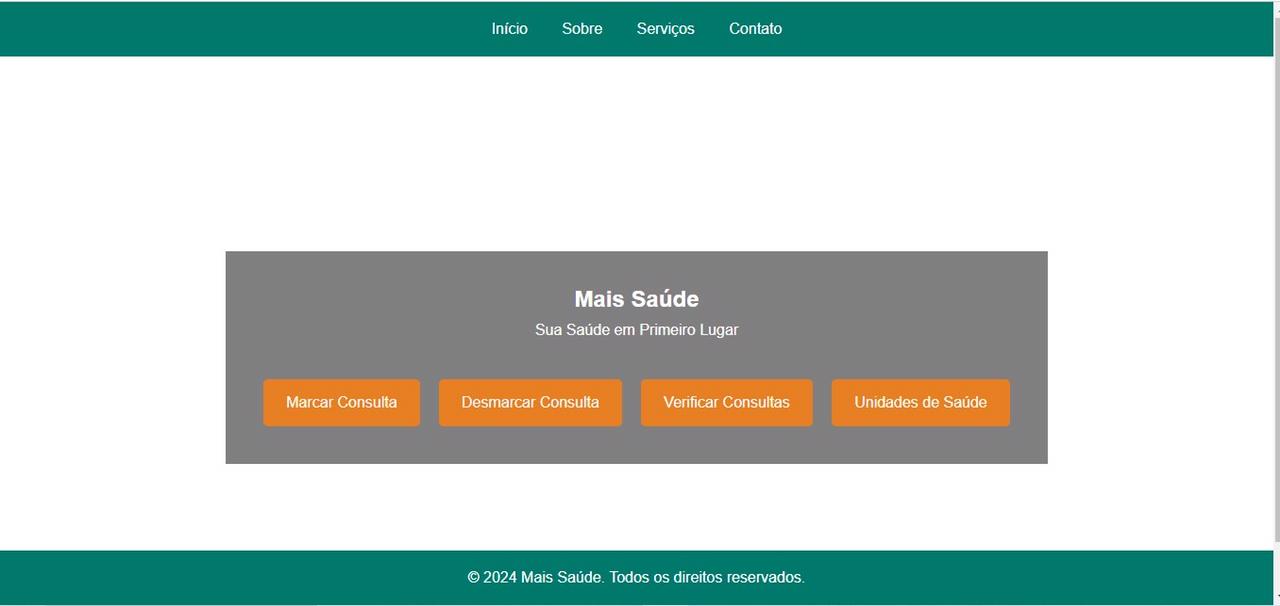 Início Sobre Serviços Contato
Mais Saúde
Sua Saúde em Primeiro Lugar
Marcar Consulta Desmarcar Consulta Verificar Consultas Unidades de Saúde
© 2024 Mais Saúde. Todos os direitos reservados.